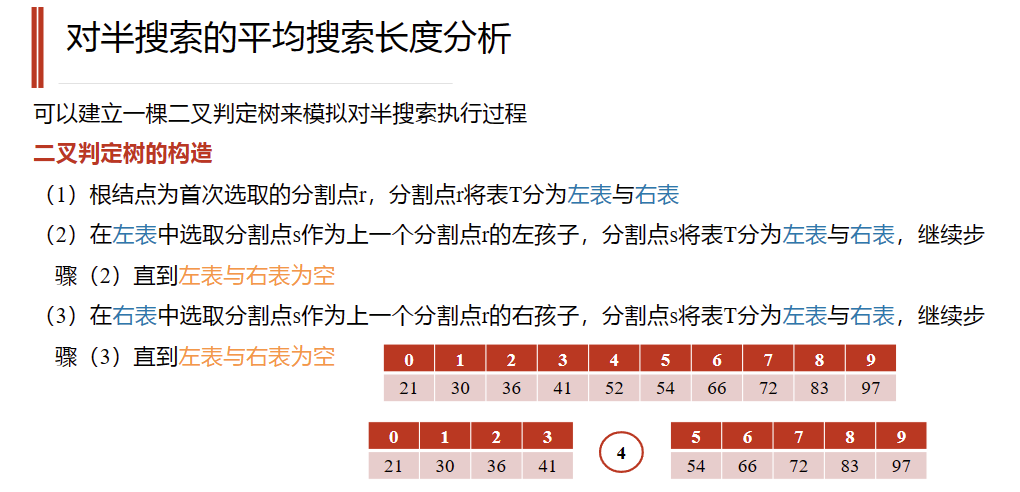 对半搜索的平均搜索长度分析
可以建立一棵二叉判定树来模拟对半搜索执行过程
二叉判定树的构造
（1）根结点为首次选取的分割点r，分割点r将表T分为左表与右表
（2）在左表中选取分割点s作为上一个分割点r的左孩子，分割点s将表T分为左表与右表，继续步
骤（2）直到左表与右表为空
（3）在右表中选取分割点s作为上一个分割点r的右孩子，分割点s将表T分为左表与右表，继续步
骤（3）直到左表与右表为空
0 1 2 3 4 5 6 7 8 9
21 30 36 41 52 54 66 72 83 97
0 1 2 3
21 30 36 41
4
5 6 7 8 9
54 66 72 83 97